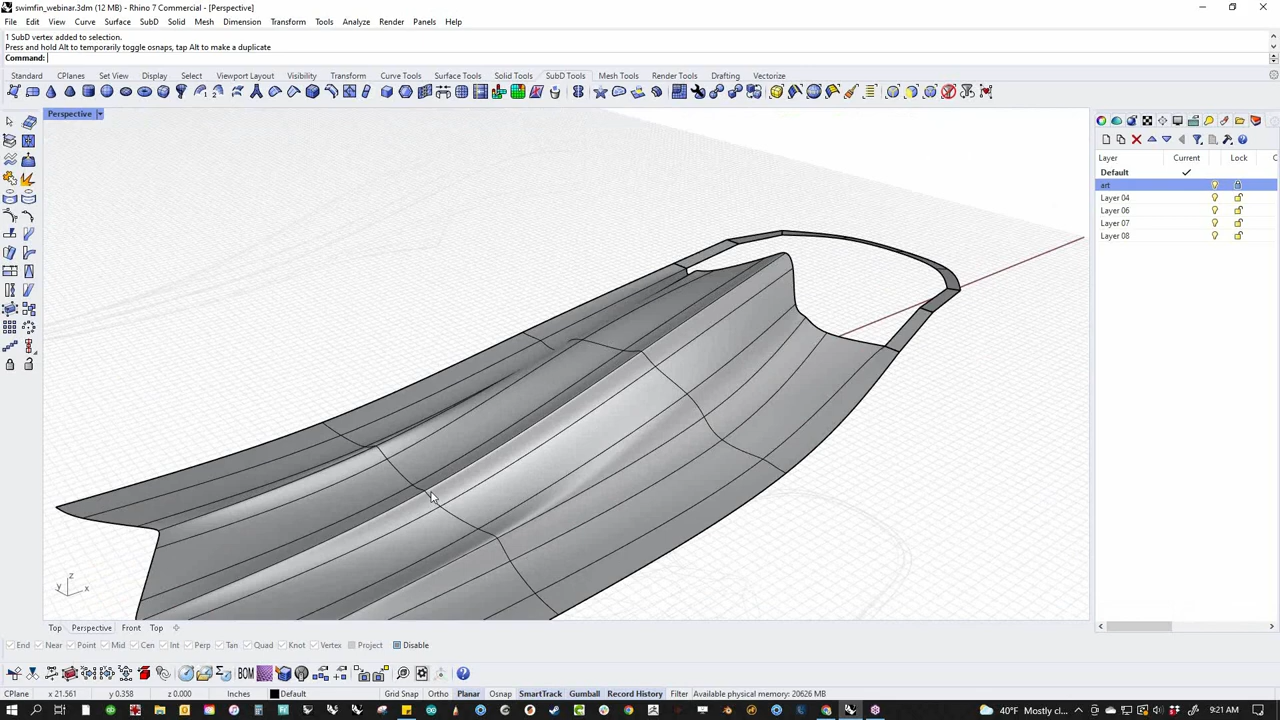 swimfin_webinar.3dm (12 MB) - Rhino 7 Commercial - [Perspective]
File Edit View Curve Surface SubD Solid Mesh Dimension Transform Tools Analyze Render Panels Help
1 SubD vertex added to selection.
Press and hold Alt to temporarily toggle osnaps, tap Alt to make a duplicate
Command:
Standard CPlanes Set View Display Select Viewport Layout Visibility Transform Curve Tools Surface Tools Solid Tools SubD Tools Mesh Tools Render Tools Drafting Vectorize
Perspective
Layer Current Lock C
Default
art
Layer 04
Layer 06
Layer 07
Layer 08
z
y x
Top Perspective Front Top
End Near Point Mid Cen Int Perp Tan Quad Knot Vertex Project Disable
BOM
CPlane x 21.561 y 0.358 z 0.000 Inches Default Grid Snap Ortho Planar Osnap SmartTrack Gumball Record History Filter Available physical memory: 20626 MB
40°F Mostly cl... 9:21 AM